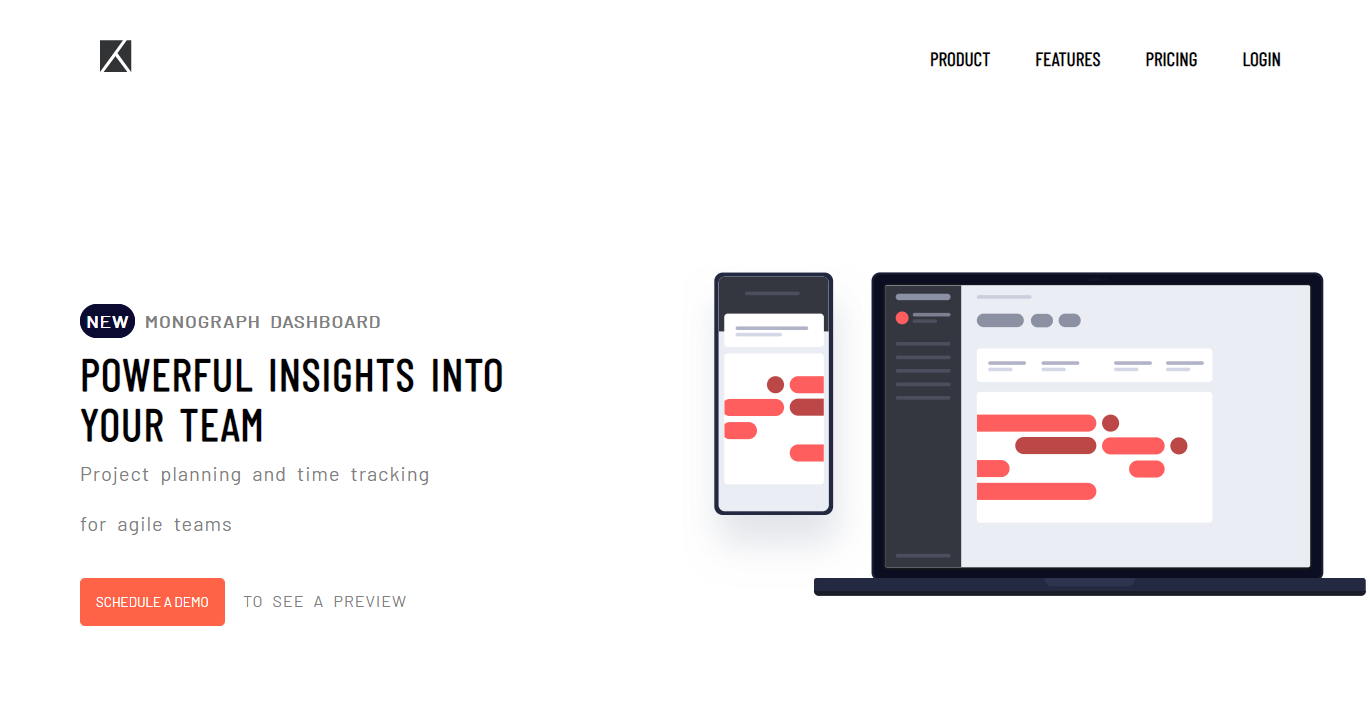 PRODUCT FEATURES PRICING LOGIN
NEW MONOGRAPH DASHBOARD
POWERFUL INSIGHTS INTO
YOUR TEAM
Project planning and time tracking
for agile teams
SCHEDULE A DEMO TO SEE A PREVIEW